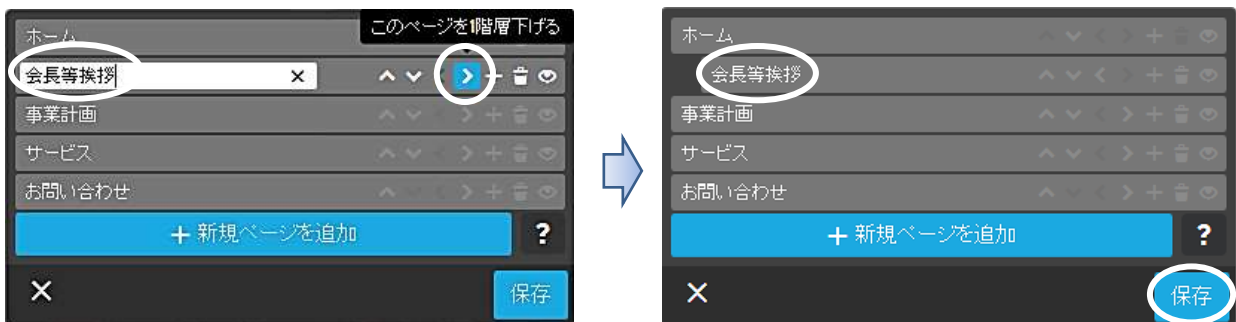 このページを1階層下げる
ホーム
会長等挨拶
事業計画
サービス
お問い合わせ
+ 新規ページを追加 ?
× 保存
ホーム
会長等挨拶
事業計画
サービス
お問い合わせ
+ 新規ページを追加 ?
× 保存